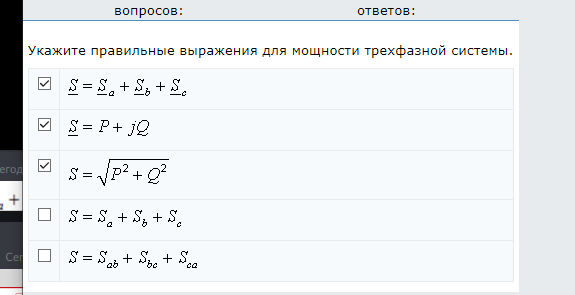 вопросов: ответов:
Укажите правильные выражения для мощности трехфазной системы.
S = S_a + S_b + S_c
S = P + jQ
S = √(P² + Q²)
S = S_a + S_b + S_c
S = S_ab + S_bc + S_ca